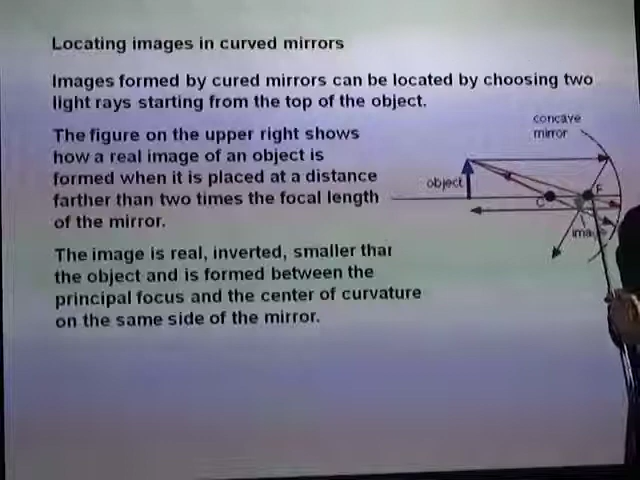 Locating images in curved mirrors
Images formed by cured mirrors can be located by choosing two
light rays starting from the top of the object.
The figure on the upper right shows
how a real image of an object is
formed when it is placed at a distance
farther than two times the focal length
of the mirror.
The image is real, inverted, smaller than
the object and is formed between the
principal focus and the center of curvature
on the same side of the mirror.
concave
mirror
object
C
F